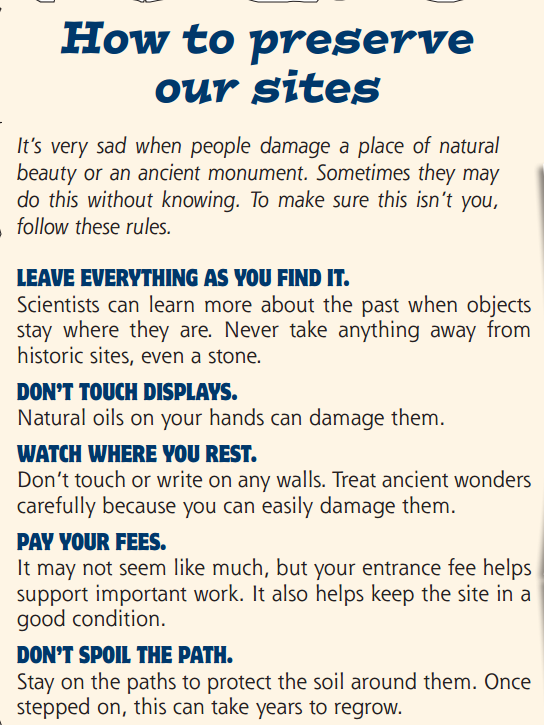 How to preserve
our sites
It's very sad when people damage a place of natural
beauty or an ancient monument. Sometimes they may
do this without knowing. To make sure this isn't you,
follow these rules.
LEAVE EVERYTHING AS YOU FIND IT.
Scientists can learn more about the past when objects
stay where they are. Never take anything away from
historic sites, even a stone.
DON'T TOUCH DISPLAYS.
Natural oils on your hands can damage them.
WATCH WHERE YOU REST.
Don't touch or write on any walls. Treat ancient wonders
carefully because you can easily damage them.
PAY YOUR FEES.
It may not seem like much, but your entrance fee helps
support important work. It also helps keep the site in a
good condition.
DON'T SPOIL THE PATH.
Stay on the paths to protect the soil around them. Once
stepped on, this can take years to regrow.